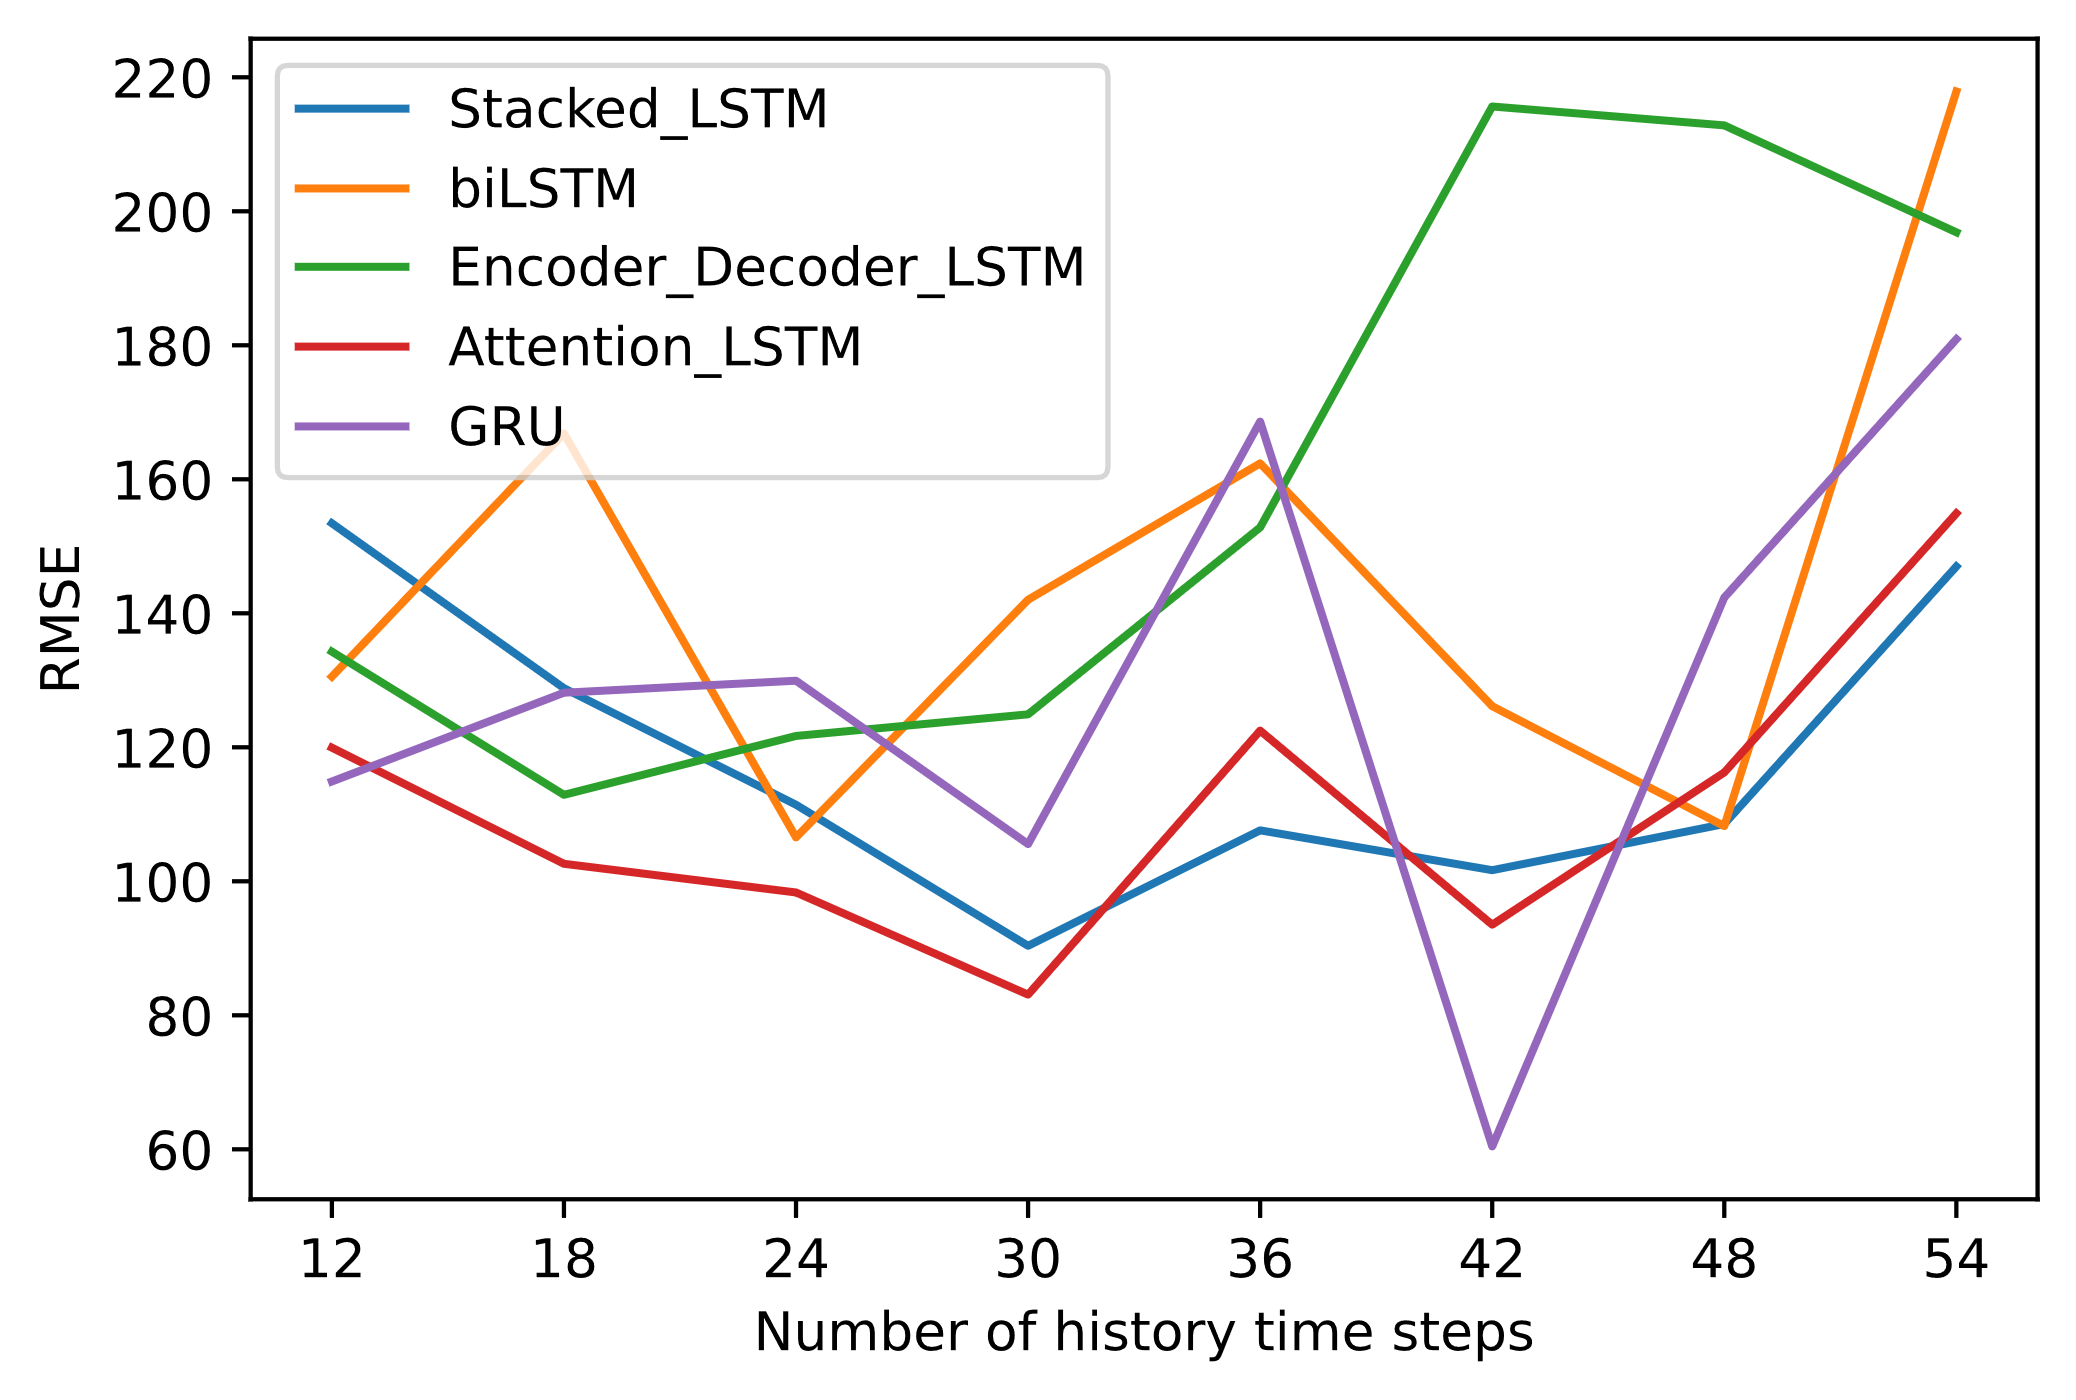 220
200
180
160
140
120
100
80
60
RMSE
Stacked_LSTM
biLSTM
Encoder_Decoder_LSTM
Attention_LSTM
GRU
12 18 24 30 36 42 48 54
Number of history time steps